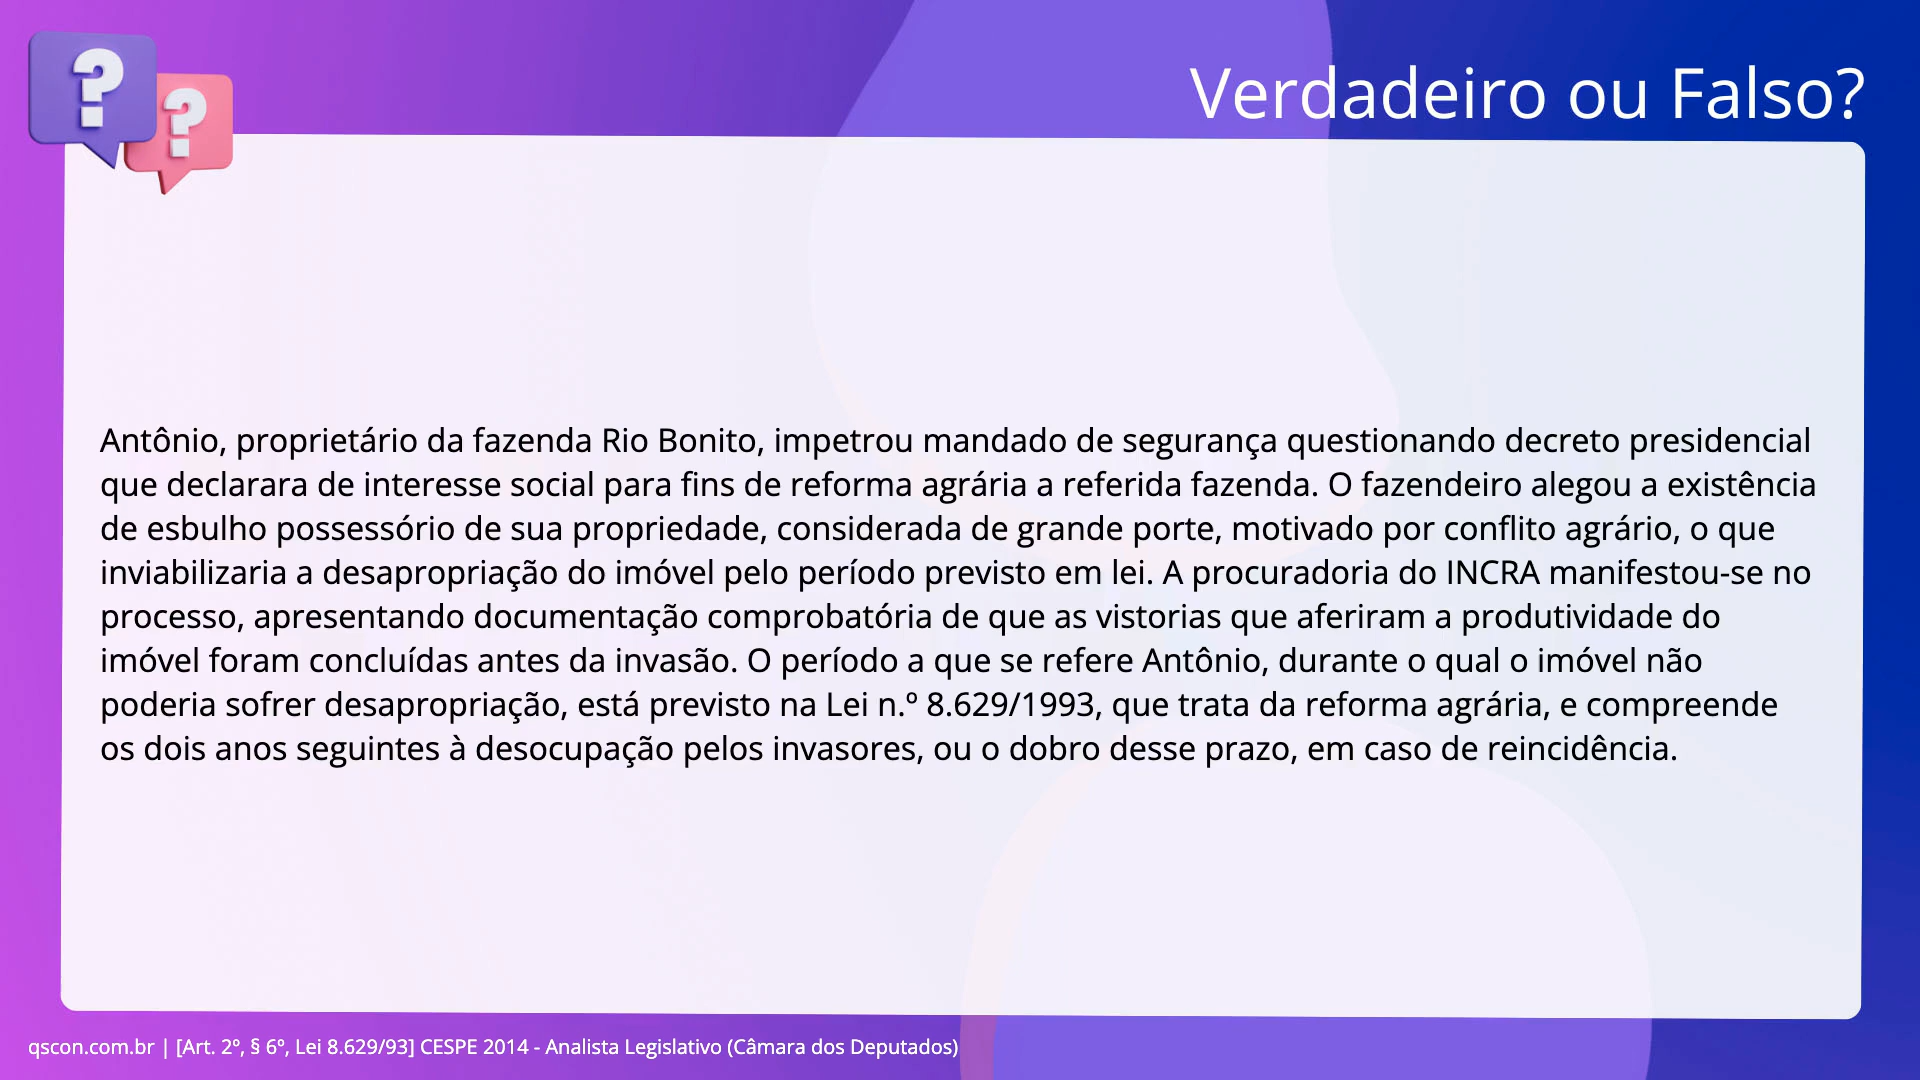 Verdadeiro ou Falso?
Antônio, proprietário da fazenda Rio Bonito, impetrou mandado de segurança questionando decreto presidencial
que declarara de interesse social para fins de reforma agrária a referida fazenda. O fazendeiro alegou a existência
de esbulho possessório de sua propriedade, considerada de grande porte, motivado por conflito agrário, o que
inviabilizaria a desapropriação do imóvel pelo período previsto em lei. A procuradoria do INCRA manifestou-se no
processo, apresentando documentação comprobatória de que as vistorias que aferiram a produtividade do
imóvel foram concluídas antes da invasão. O período a que se refere Antônio, durante o qual o imóvel não
poderia sofrer desapropriação, está previsto na Lei n.º 8.629/1993, que trata da reforma agrária, e compreende
os dois anos seguintes à desocupação pelos invasores, ou o dobro desse prazo, em caso de reincidência.
qscon.com.br | [Art. 2º, § 6º, Lei 8.629/93] CESPE 2014 - Analista Legislativo (Câmara dos Deputados)